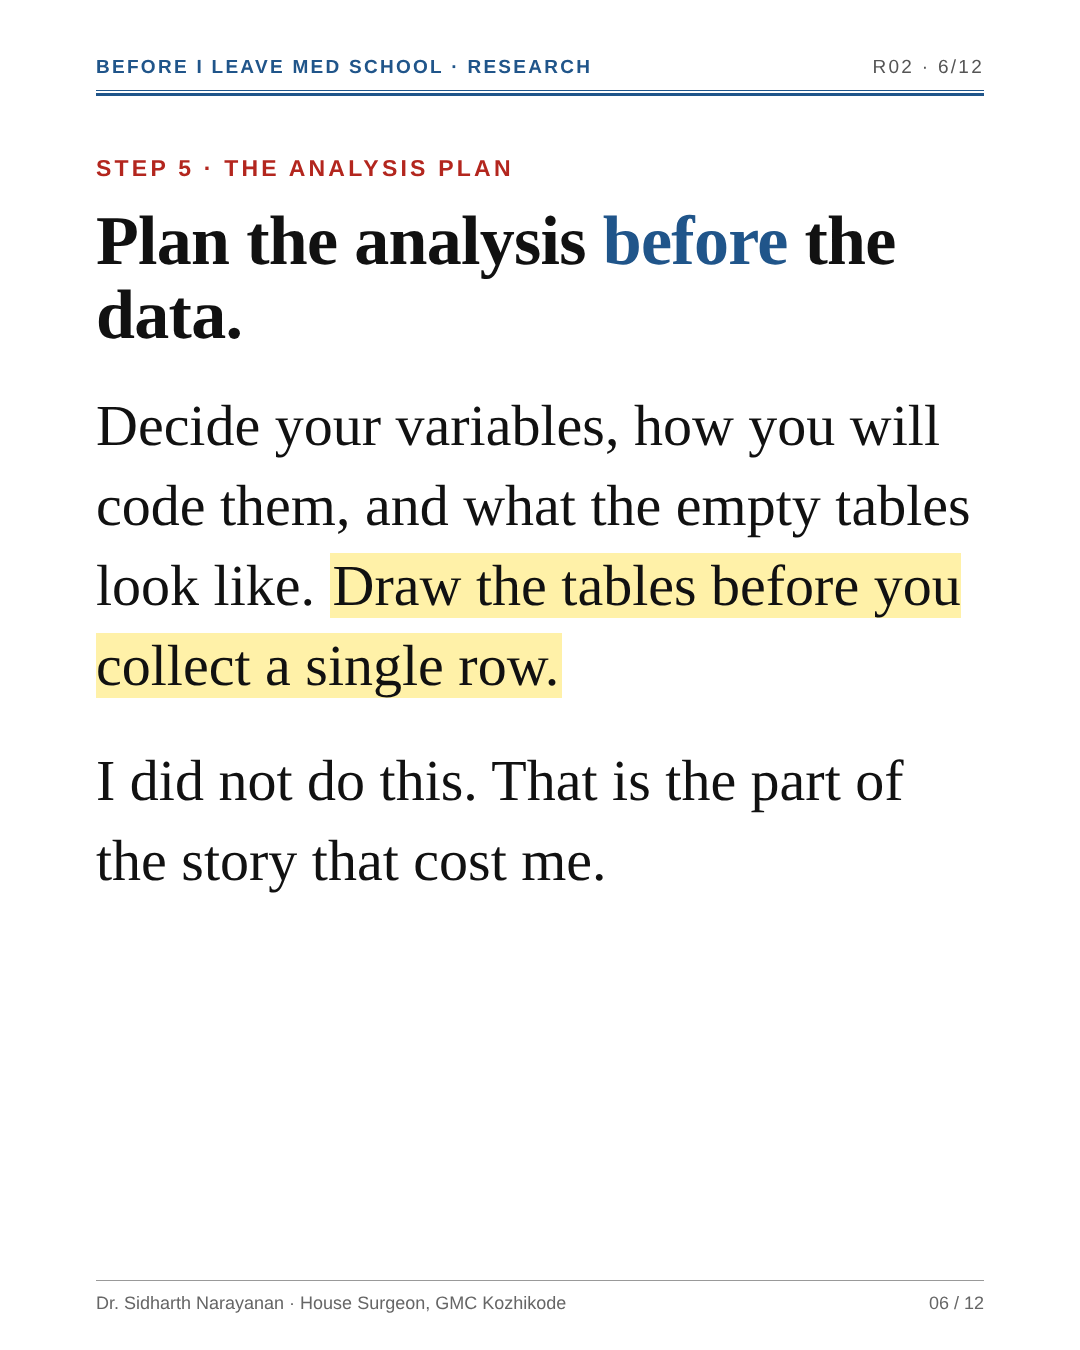 BEFORE I LEAVE MED SCHOOL · RESEARCH
R02 · 6/12
STEP 5 · THE ANALYSIS PLAN
Plan the analysis before the
data.
Decide your variables, how you will
code them, and what the empty tables
look like. Draw the tables before you
collect a single row.
I did not do this. That is the part of
the story that cost me.
Dr. Sidharth Narayanan · House Surgeon, GMC Kozhikode
06 / 12